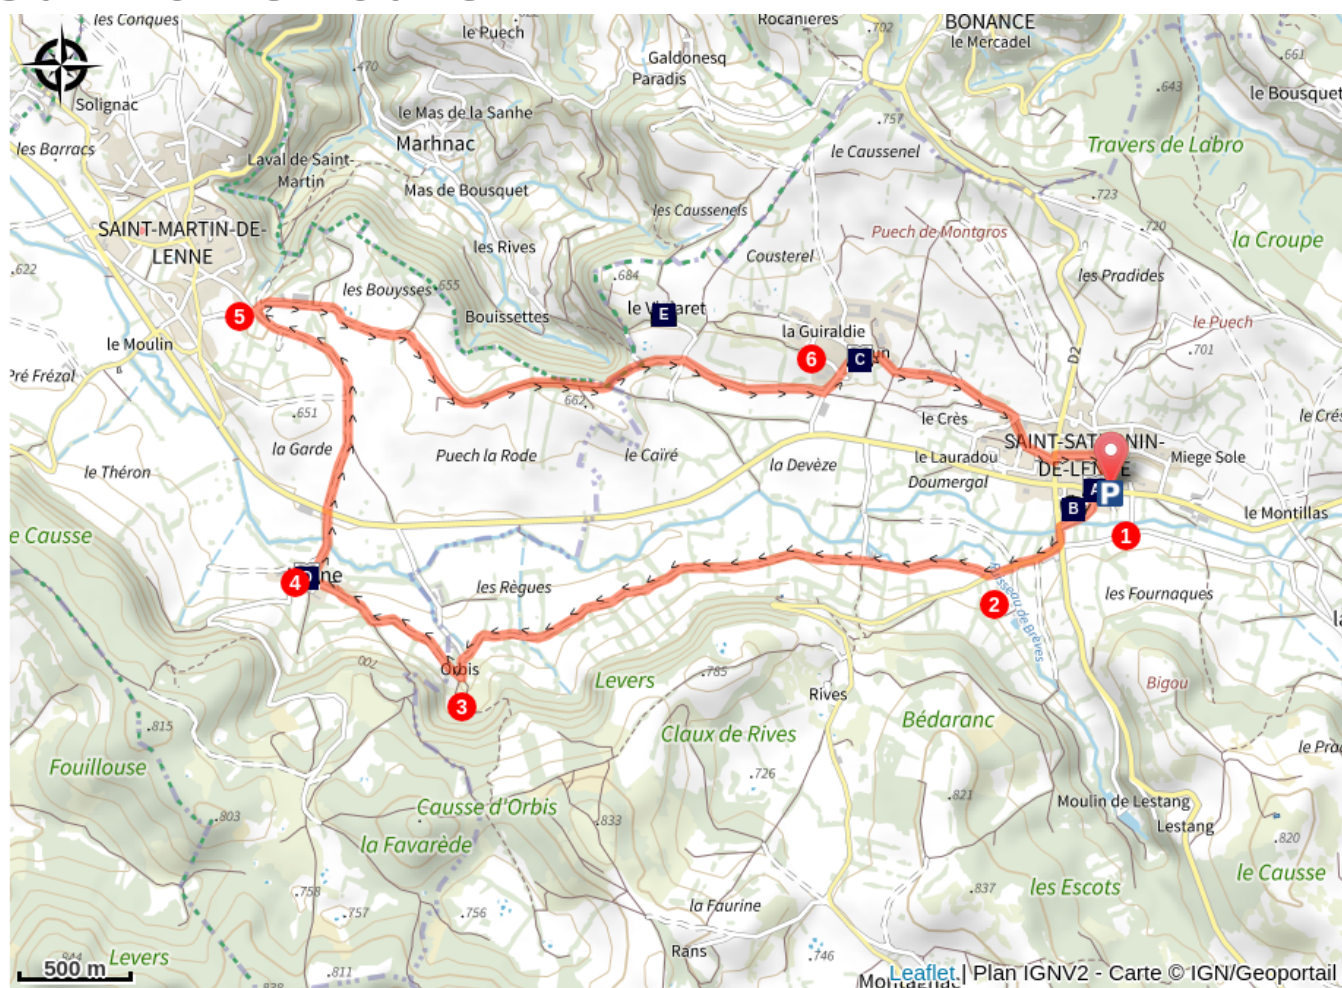 les Conques
le Puech
Rocanières
BONANCE
le Mercadel
.702
.661
Galdonesq
Paradis
.470
Solignac
le Mas de la Sanhe
.757
.643
le Bousquet
les Barracs
Marhnac
le Caussenel
Travers de Labro
Laval de Saint-
Martin
Mas de Bousquet
.723
SAINT-MARTIN-DE-
LENNE
les Caussenels
Puech de Montgros
.720
la Croupe
les Rives
Cousterel
.622
.684
les Pradides
les Bouysses
.655
E
5
Bouissettes
la Guiraldie
le Puech
le Moulin
6
C
D2
.701
Pré Frézal
662
.651
le Crès
la Garde
Puech la Rode
le Caïré
la Devèze
le Lauradou
DE-LENNE
Miege Sole
le Théron
Doumergal
A
P
B
le Montillas
e Causse
1
4
les Règues
2
Ruisseau de Brèves
les Fournaques
700
Orbis
3
Levers
.785
Rives
Bigou
.815
Claux de Rives
Bédaranc
Fouillouse
.726
.821
Moulin de Lestang
Lestang
.803
Causse d'Orbis
.833
.820
la Favarède
le Causse
.758
.757
.756
la Faurine
.837
les Escots
Levers
.811
Rans
.746
500 m
Leaflet | Plan IGNV2 - Carte © IGN/Geoportail